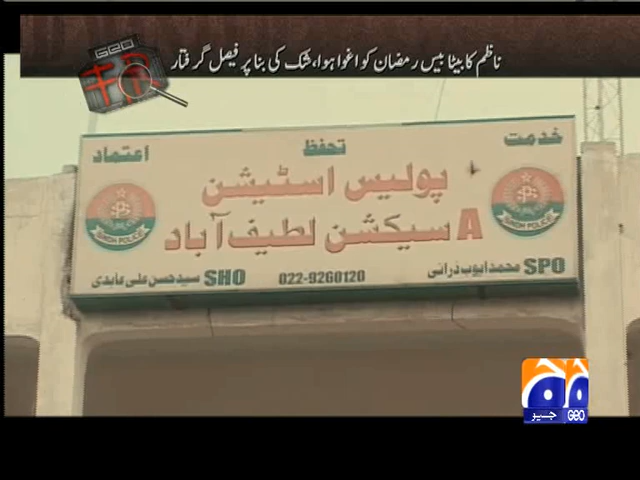 ناظم کا بیٹا بیس رمضان کو اغوا ہوا، شک کی بنا پر فیصل گرفتار
GEO
FIR
خدمت تحفظ اعتماد
پولیس اسٹیشن
A سیکشن لطیف آباد
SINDH POLICE
SINDH POLICE
SPO محمد ایوب درانی
022-9260120
SHO سید حسن علی عابدی
جسیو GEO